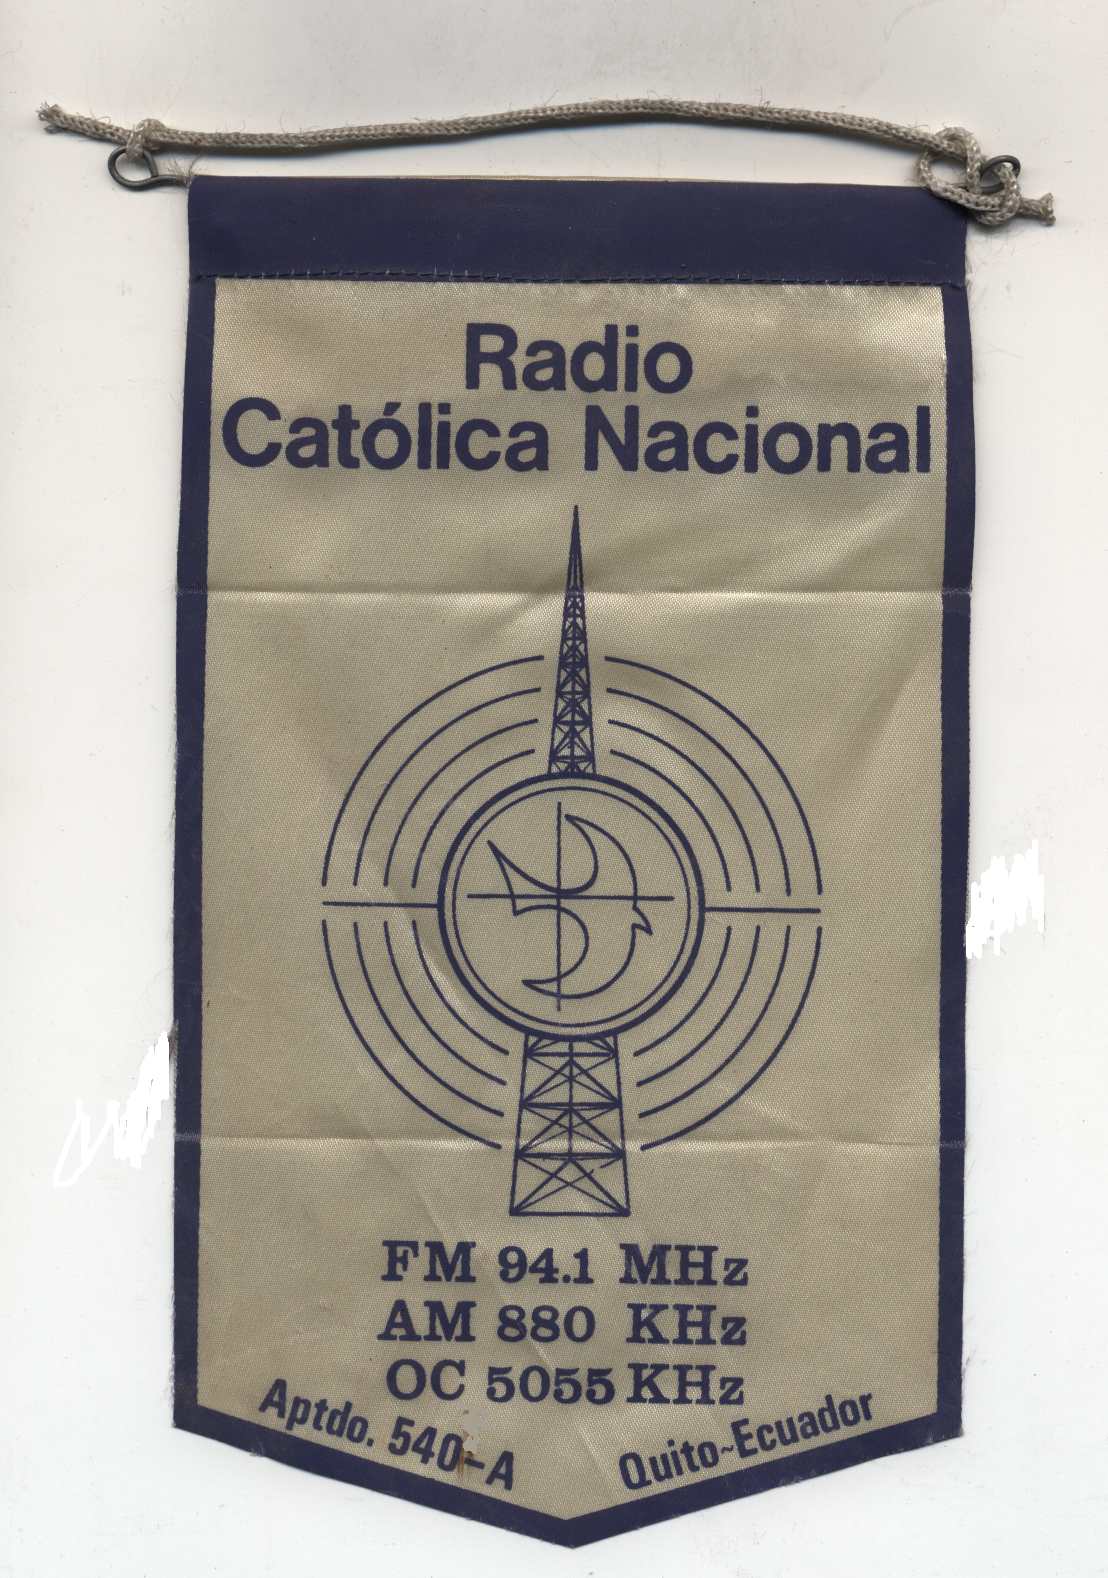 Radio
Católica Nacional
FM 94.1 MHz
AM 880 KHz
OC 5055 KHz
Aptdo. 540-A
Quito~Ecuador